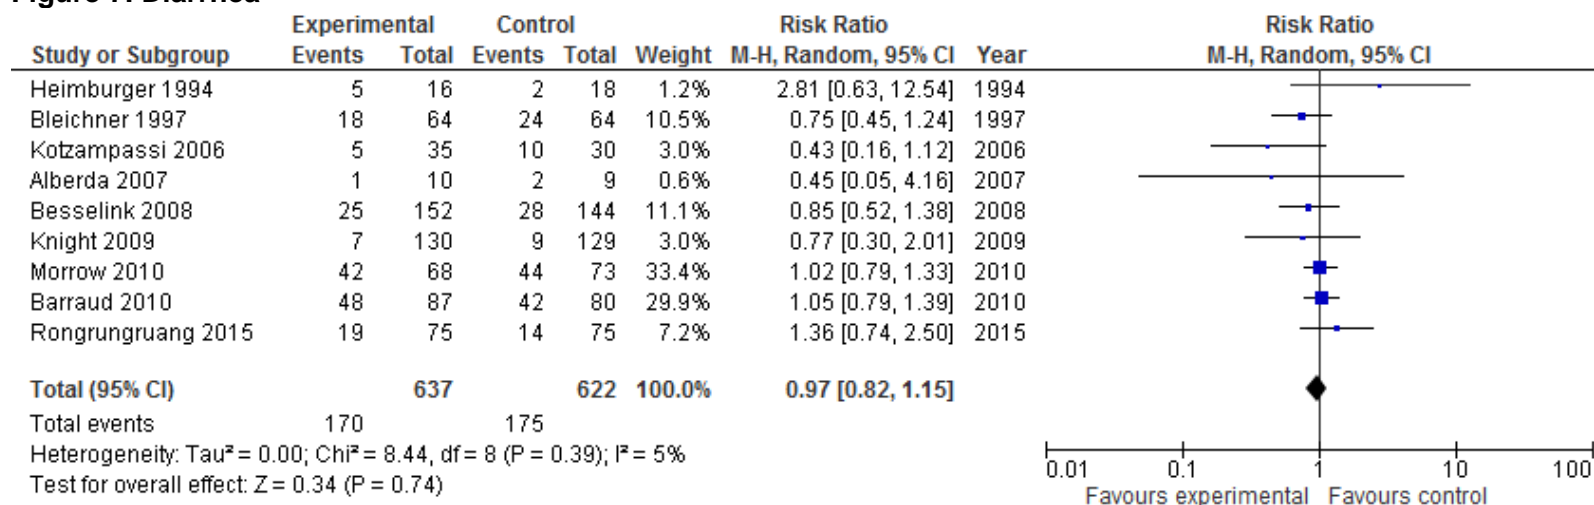 Experimental Control Risk Ratio Risk Ratio
Study or Subgroup Events Total Events Total Weight M-H, Random, 95% CI Year M-H, Random, 95% CI
Heimburger 1994 5 16 2 18 1.2% 2.81 [0.63, 12.54] 1994
Bleichner 1997 18 64 24 64 10.5% 0.75 [0.45, 1.24] 1997
Kotzampassi 2006 5 35 10 30 3.0% 0.43 [0.16, 1.12] 2006
Alberda 2007 1 10 2 9 0.6% 0.45 [0.05, 4.16] 2007
Besselink 2008 25 152 28 144 11.1% 0.85 [0.52, 1.38] 2008
Knight 2009 7 130 9 129 3.0% 0.77 [0.30, 2.01] 2009
Morrow 2010 42 68 44 73 33.4% 1.02 [0.79, 1.33] 2010
Barraud 2010 48 87 42 80 29.9% 1.05 [0.79, 1.39] 2010
Rongrungruang 2015 19 75 14 75 7.2% 1.36 [0.74, 2.50] 2015
Total (95% CI) 637 622 100.0% 0.97 [0.82, 1.15]
Total events 170 175
Heterogeneity: Tau² = 0.00; Chi² = 8.44, df = 8 (P = 0.39); I² = 5%
Test for overall effect: Z = 0.34 (P = 0.74)
0.01 0.1 1 10 100
Favours experimental Favours control